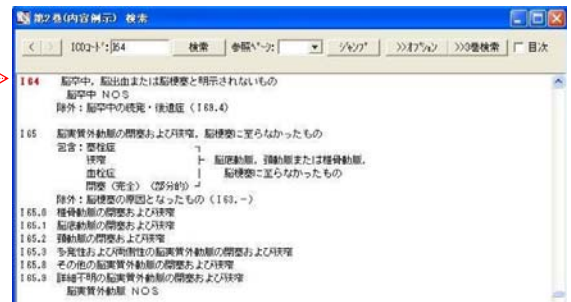 第2巻(内容例示) 検索
< > ICDコード: I64 検索 参照ページ: ジャンプ >>オプション >>3巻検索 目次
I64 脳卒中，脳出血または脳梗塞と明示されないもの
脳卒中 NOS
除外：脳卒中の続発・後遺症（I69.4）
I65 脳実質外動脈の閉塞および狭窄，脳梗塞に至らなかったもの
包含：塞栓症
狭窄 脳底動脈，頚動脈または椎骨動脈，
血栓症 脳梗塞に至らなかったもの
閉塞（完全）（部分的）
除外：脳梗塞の原因となったもの（I63.-）
I65.0 椎骨動脈の閉塞および狭窄
I65.1 脳底動脈の閉塞および狭窄
I65.2 頚動脈の閉塞および狭窄
I65.3 多発性および両側性の脳実質外動脈の閉塞および狭窄
I65.8 その他の脳実質外動脈の閉塞および狭窄
I65.9 詳細不明の脳実質外動脈の閉塞および狭窄
脳実質外動脈 NOS